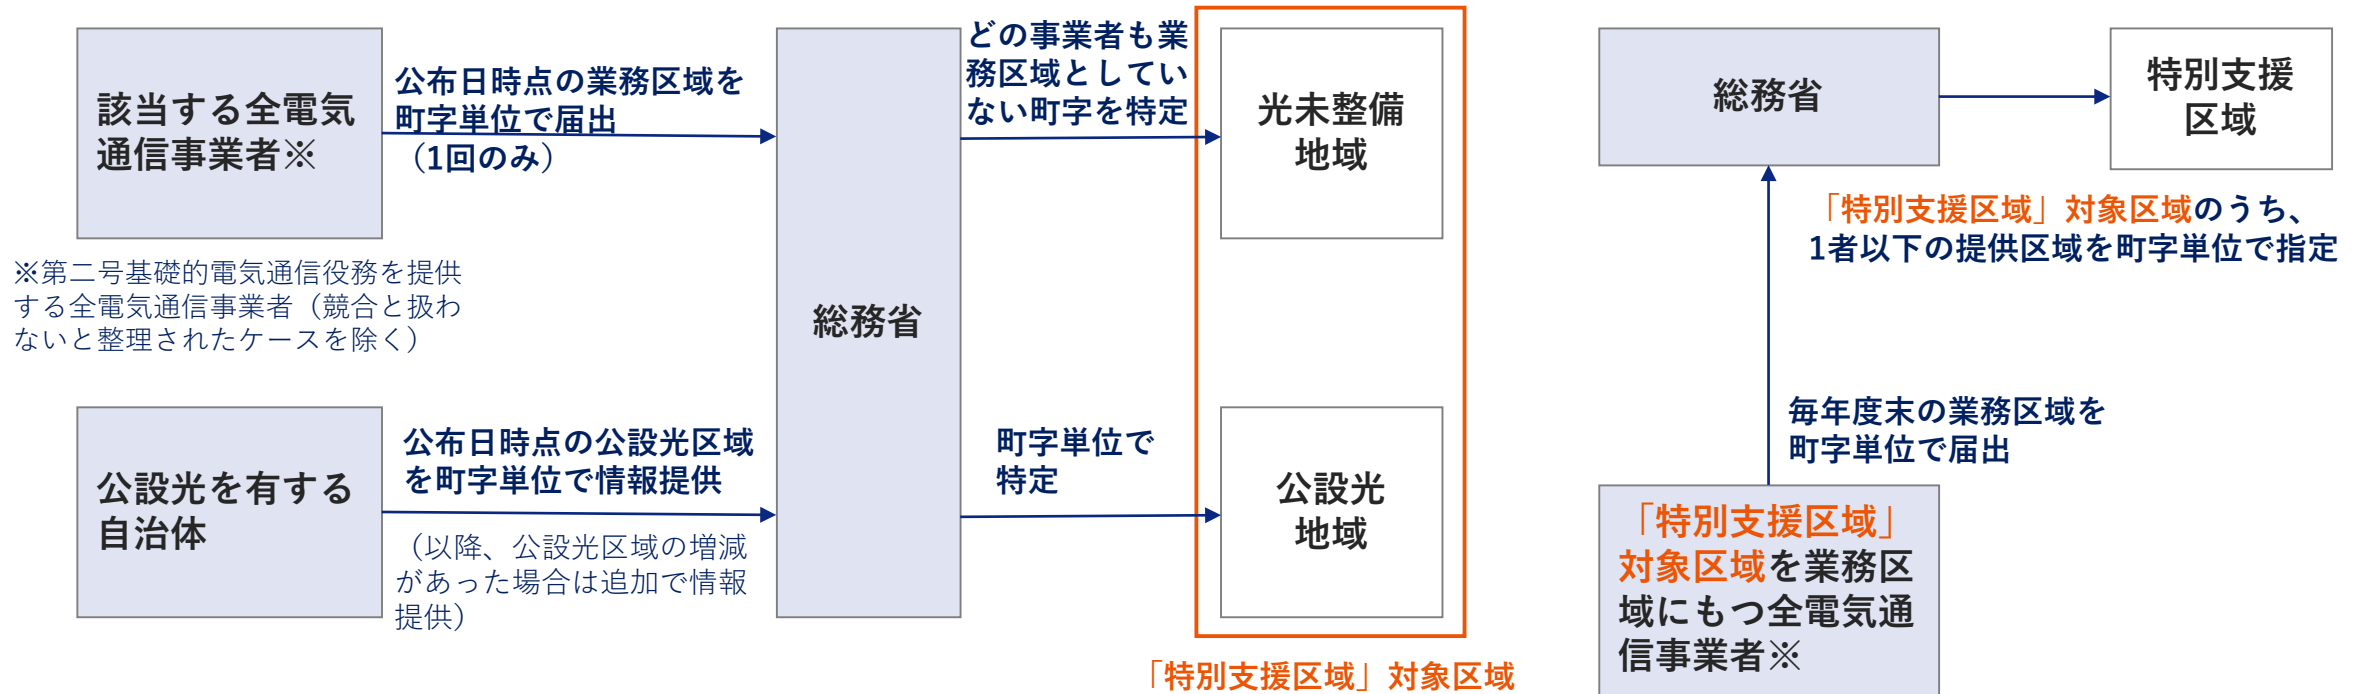 該当する全電気
通信事業者※
公布日時点の業務区域を
町字単位で届出
（1回のみ）
※第二号基礎的電気通信役務を提供
する全電気通信事業者（競合と扱わ
ないと整理されたケースを除く）
公設光を有する
自治体
公布日時点の公設光区域
を町字単位で情報提供
（以降、公設光区域の増減
があった場合は追加で情報
提供）
総務省
どの事業者も業
務区域としてい
ない町字を特定
光未整備
地域
町字単位で
特定
公設光
地域
「特別支援区域」対象区域
総務省
特別支援
区域
「特別支援区域」対象区域のうち、
1者以下の提供区域を町字単位で指定
毎年度末の業務区域を
町字単位で届出
「特別支援区域」
対象区域を業務区
域にもつ全電気通
信事業者※